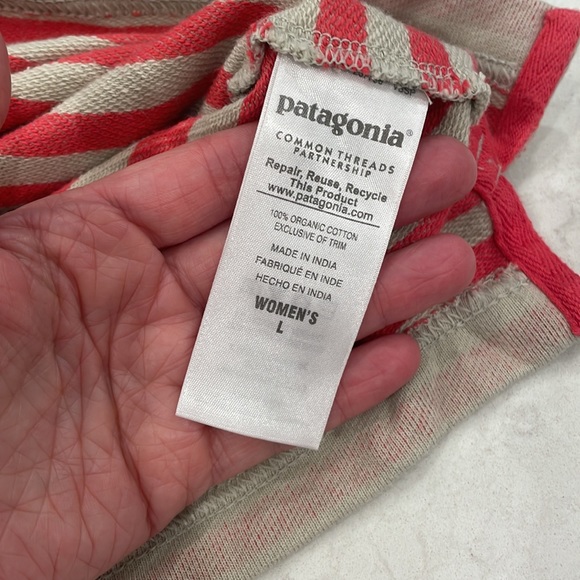 patagonia®
COMMON THREADS
PARTNERSHIP
Repair, Reuse, Recycle
This Product
www.patagonia.com
100% ORGANIC COTTON
EXCLUSIVE OF TRIM
MADE IN INDIA
FABRIQUÉ EN INDE
HECHO EN INDIA
WOMEN'S
L